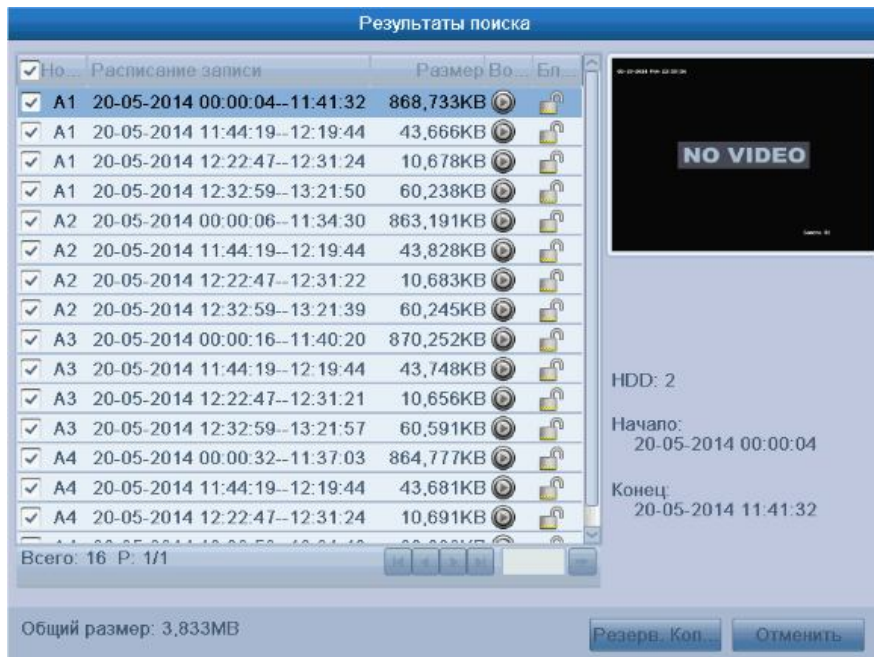 Результаты поиска
Но... Расписание записи Размер Во... Бл...
A1 20-05-2014 00:00:04--11:41:32 868,733KB
A1 20-05-2014 11:44:19--12:19:44 43,666KB
A1 20-05-2014 12:22:47--12:31:24 10,678KB
A1 20-05-2014 12:32:59--13:21:50 60,238KB
A2 20-05-2014 00:00:06--11:34:30 863,191KB
A2 20-05-2014 11:44:19--12:19:44 43,828KB
A2 20-05-2014 12:22:47--12:31:22 10,683KB
A2 20-05-2014 12:32:59--13:21:39 60,245KB
A3 20-05-2014 00:00:16--11:40:20 870,252KB
A3 20-05-2014 11:44:19--12:19:44 43,748KB
A3 20-05-2014 12:22:47--12:31:21 10,656KB
A3 20-05-2014 12:32:59--13:21:57 60,591KB
A4 20-05-2014 00:00:32--11:37:03 864,777KB
A4 20-05-2014 11:44:19--12:19:44 43,681KB
A4 20-05-2014 12:22:47--12:31:24 10,691KB
Всего: 16 P: 1/1
NO VIDEO
HDD: 2
Начало:
20-05-2014 00:00:04
Конец:
20-05-2014 11:41:32
Общий размер: 3,833MB
Резерв. Коп...
Отменить